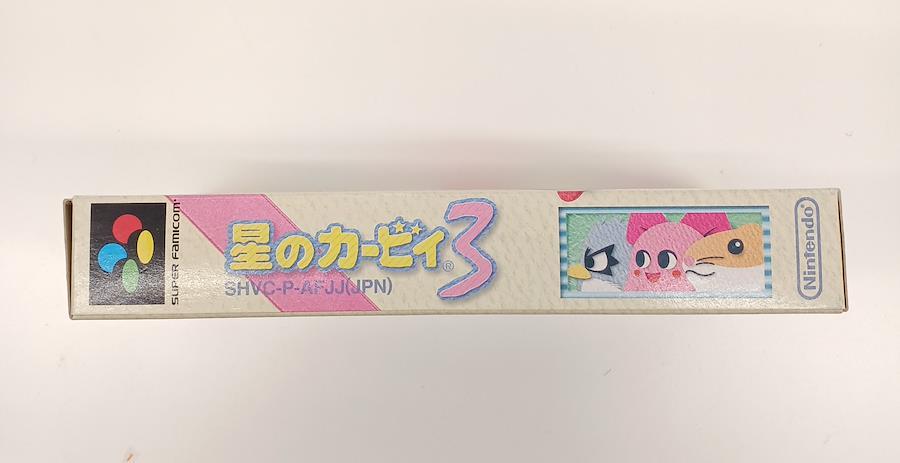 SUPER FAMICOM
星のカービィ3
SHVC-P-AFJJ(JPN)
Nintendo